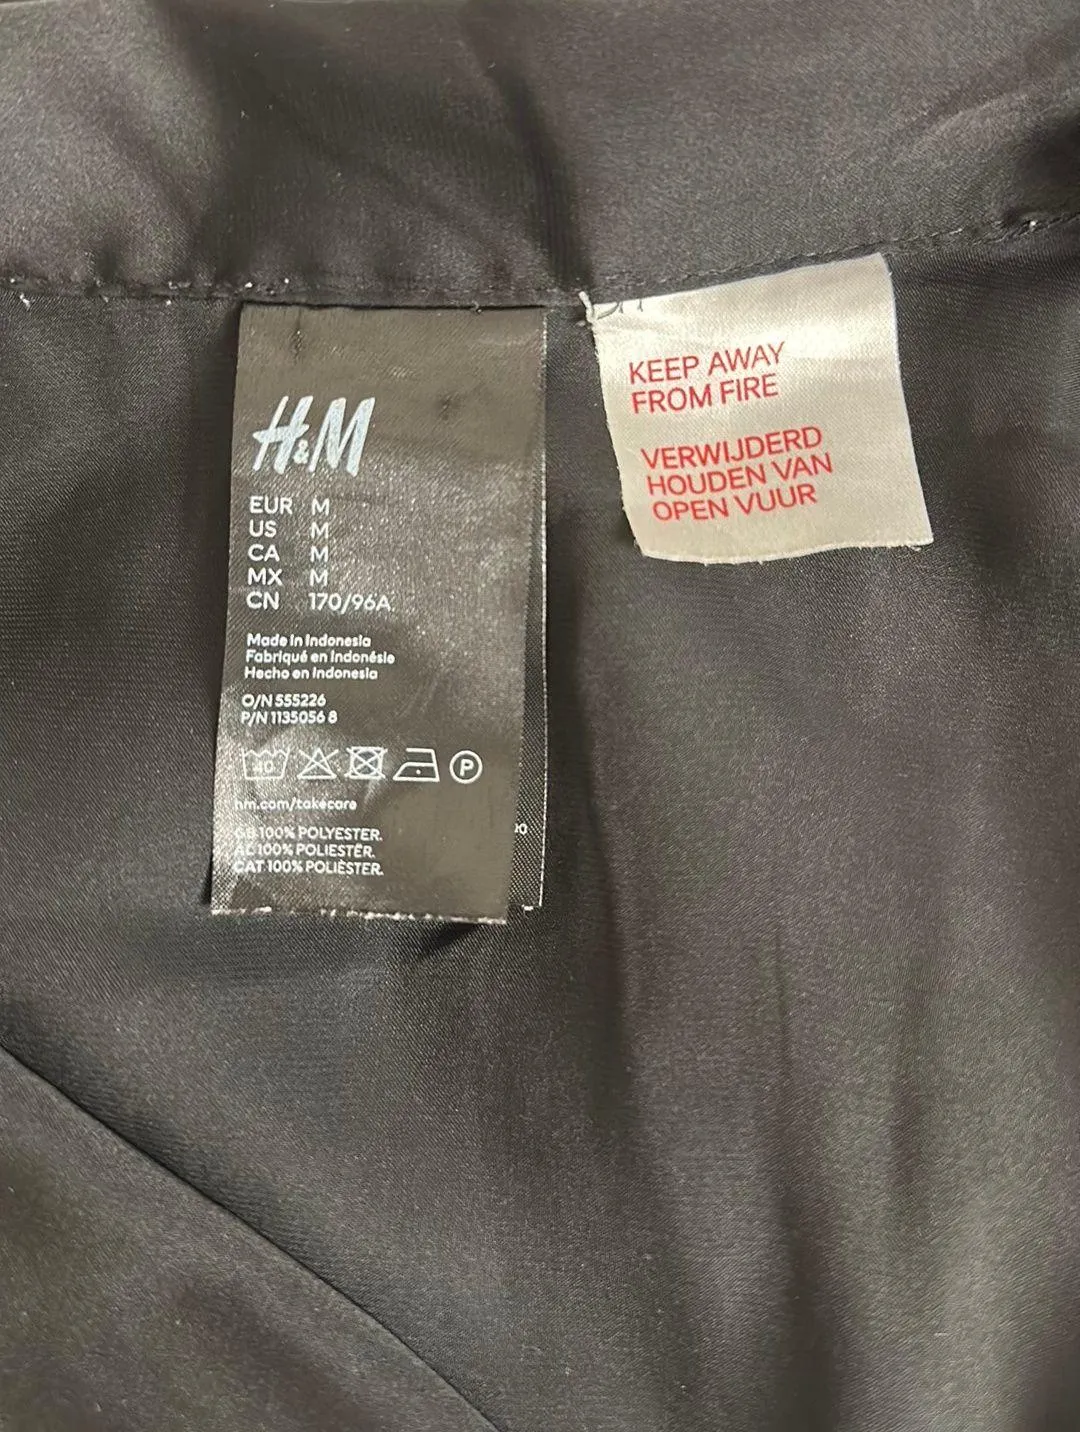 H&M
EUR M
US M
CA M
MX M
CN 170/96A
Made in Indonesia
Fabriqué en Indonésie
Hecho en Indonesia
O/N 555226
P/N 1135056 8
40 P
hm.com/takecare
GB 100% POLYESTER.
AL 100% POLIESTËR.
CAT 100% POLIÈSTER.
KEEP AWAY
FROM FIRE
VERWIJDERD
HOUDEN VAN
OPEN VUUR